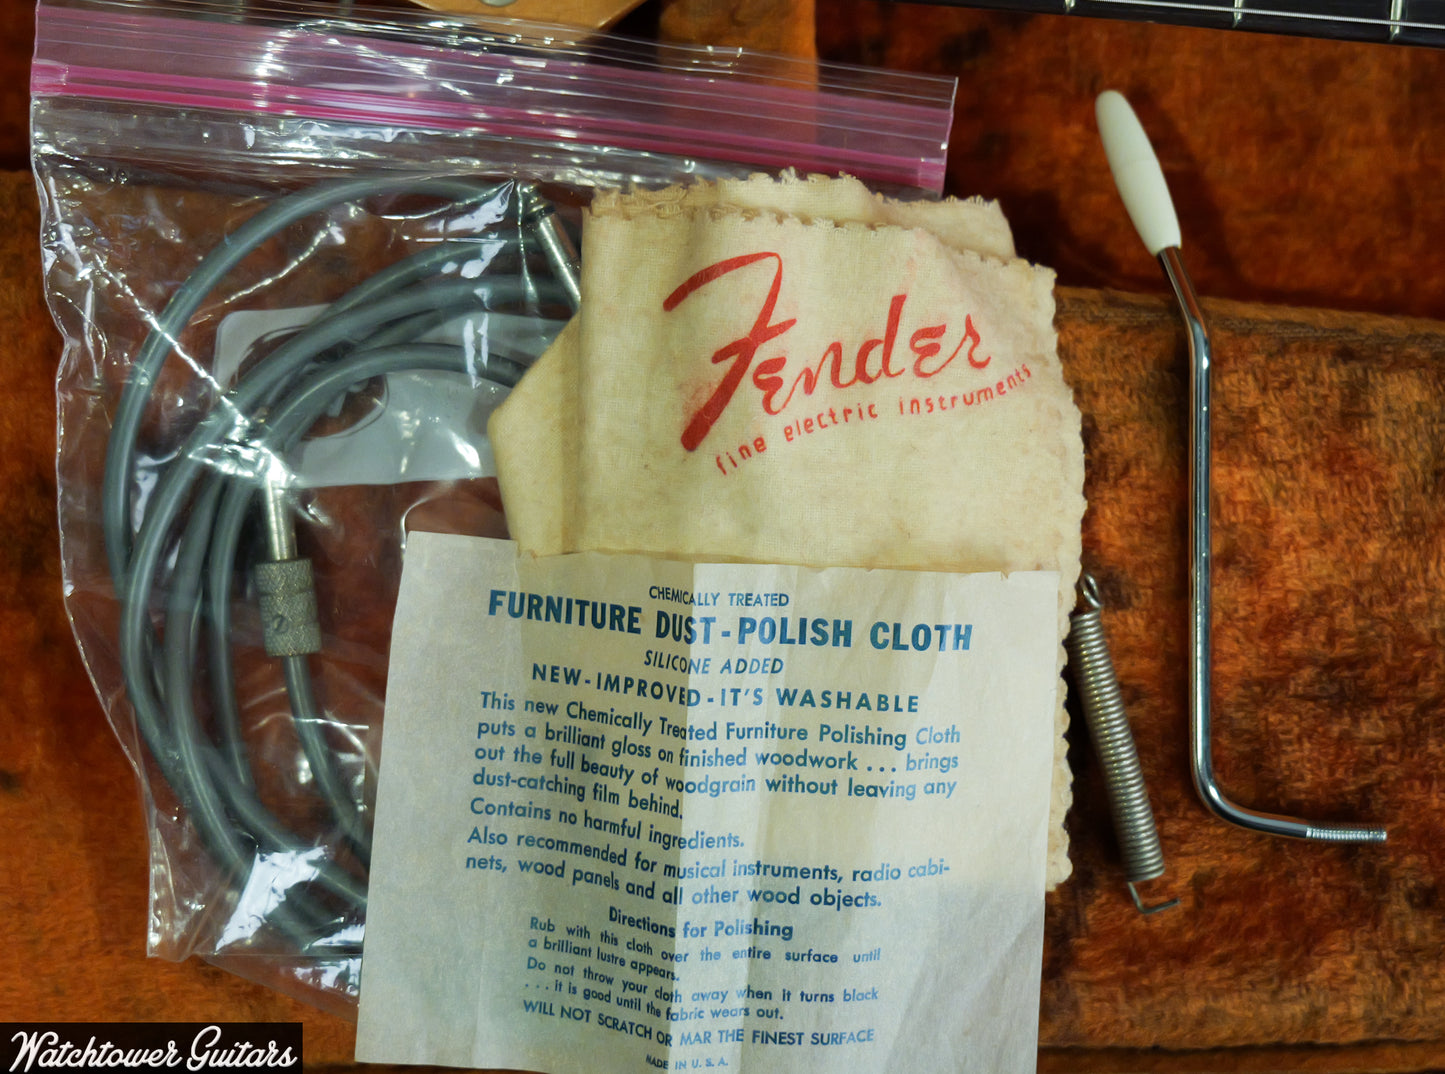 Fender
fine electric instruments
CHEMICALLY TREATED
FURNITURE DUST-POLISH CLOTH
SILICONE ADDED
NEW-IMPROVED-IT'S WASHABLE
This new Chemically Treated Furniture Polishing Cloth
puts a brilliant gloss on finished woodwork ... brings
out the full beauty of woodgrain without leaving any
dust-catching film behind.
Contains no harmful ingredients.
Also recommended for musical instruments, radio cabi-
nets, wood panels and all other wood objects.
Directions for Polishing
Rub with this cloth over the entire surface until
a brilliant lustre appears.
Do not throw your cloth away when it turns black
... it is good until the fabric wears out.
WILL NOT SCRATCH OR MAR THE FINEST SURFACE
MADE IN U.S.A.
Watchtower Guitars